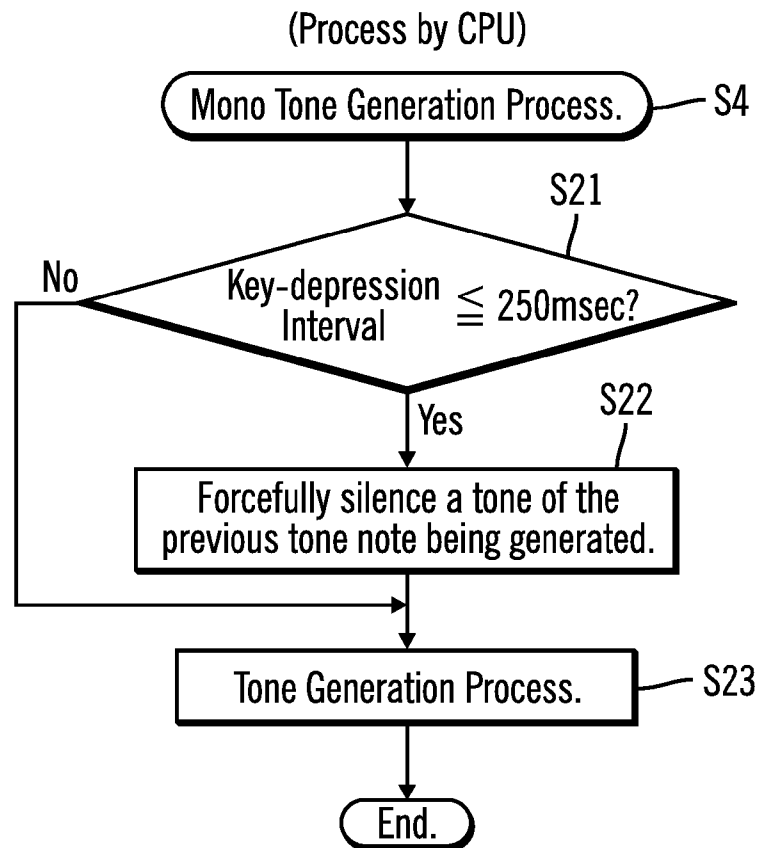 (Process by CPU)
Mono Tone Generation Process.
S4
S21
No
Key-depression
Interval
≦ 250msec?
Yes
S22
Forcefully silence a tone of the
previous tone note being generated.
Tone Generation Process.
S23
End.